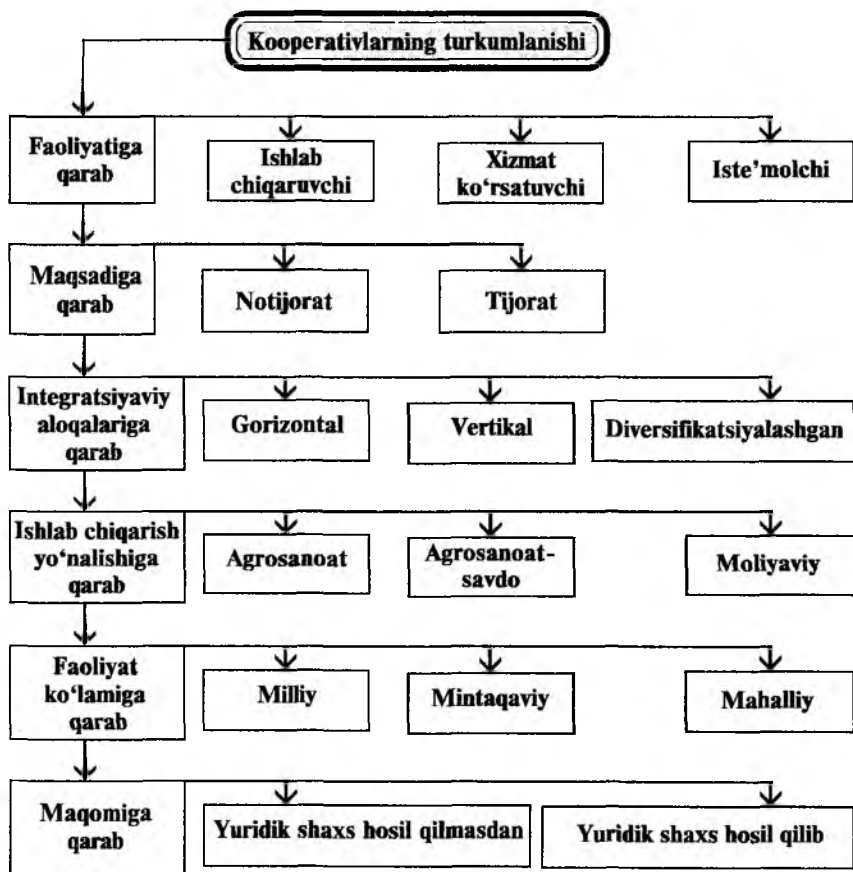 Kooperativlarning turkumlanishi
Faoliyatiga
qarab
Ishlab
chiqaruvchi
Xizmat
ko‘rsatuvchi
Iste’molchi
Maqsadiga
qarab
Notijorat
Tijorat
Integratsiyaviy
aloqalariga
qarab
Gorizontal
Vertikal
Diversifikatsiyalashgan
Ishlab chiqarish
yo‘nalishiga
qarab
Agrosanoat
Agrosanoat-
savdo
Moliyaviy
Faoliyat
ko‘lamiga
qarab
Milliy
Mintaqaviy
Mahalliy
Maqomiga
qarab
Yuridik shaxs hosil qilmasdan
Yuridik shaxs hosil qilib